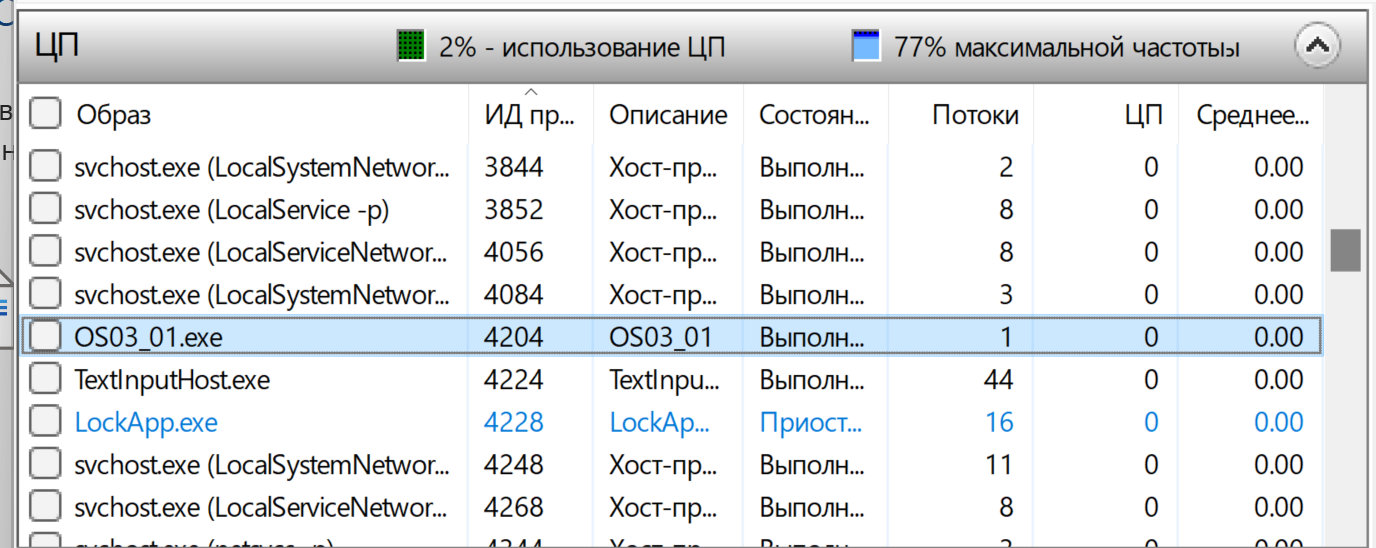 ЦП 2% - использование ЦП 77% максимальной частоты
Образ ИД пр... Описание Состоян... Потоки ЦП Среднее...
svchost.exe (LocalSystemNetwor... 3844 Хост-пр... Выполн... 2 0 0.00
svchost.exe (LocalService -p) 3852 Хост-пр... Выполн... 8 0 0.00
svchost.exe (LocalServiceNetwor... 4056 Хост-пр... Выполн... 8 0 0.00
svchost.exe (LocalSystemNetwor... 4084 Хост-пр... Выполн... 3 0 0.00
OS03_01.exe 4204 OS03_01 Выполн... 1 0 0.00
TextInputHost.exe 4224 TextInpu... Выполн... 44 0 0.00
LockApp.exe 4228 LockAp... Приост... 16 0 0.00
svchost.exe (LocalSystemNetwor... 4248 Хост-пр... Выполн... 11 0 0.00
svchost.exe (LocalServiceNetwor... 4268 Хост-пр... Выполн... 8 0 0.00